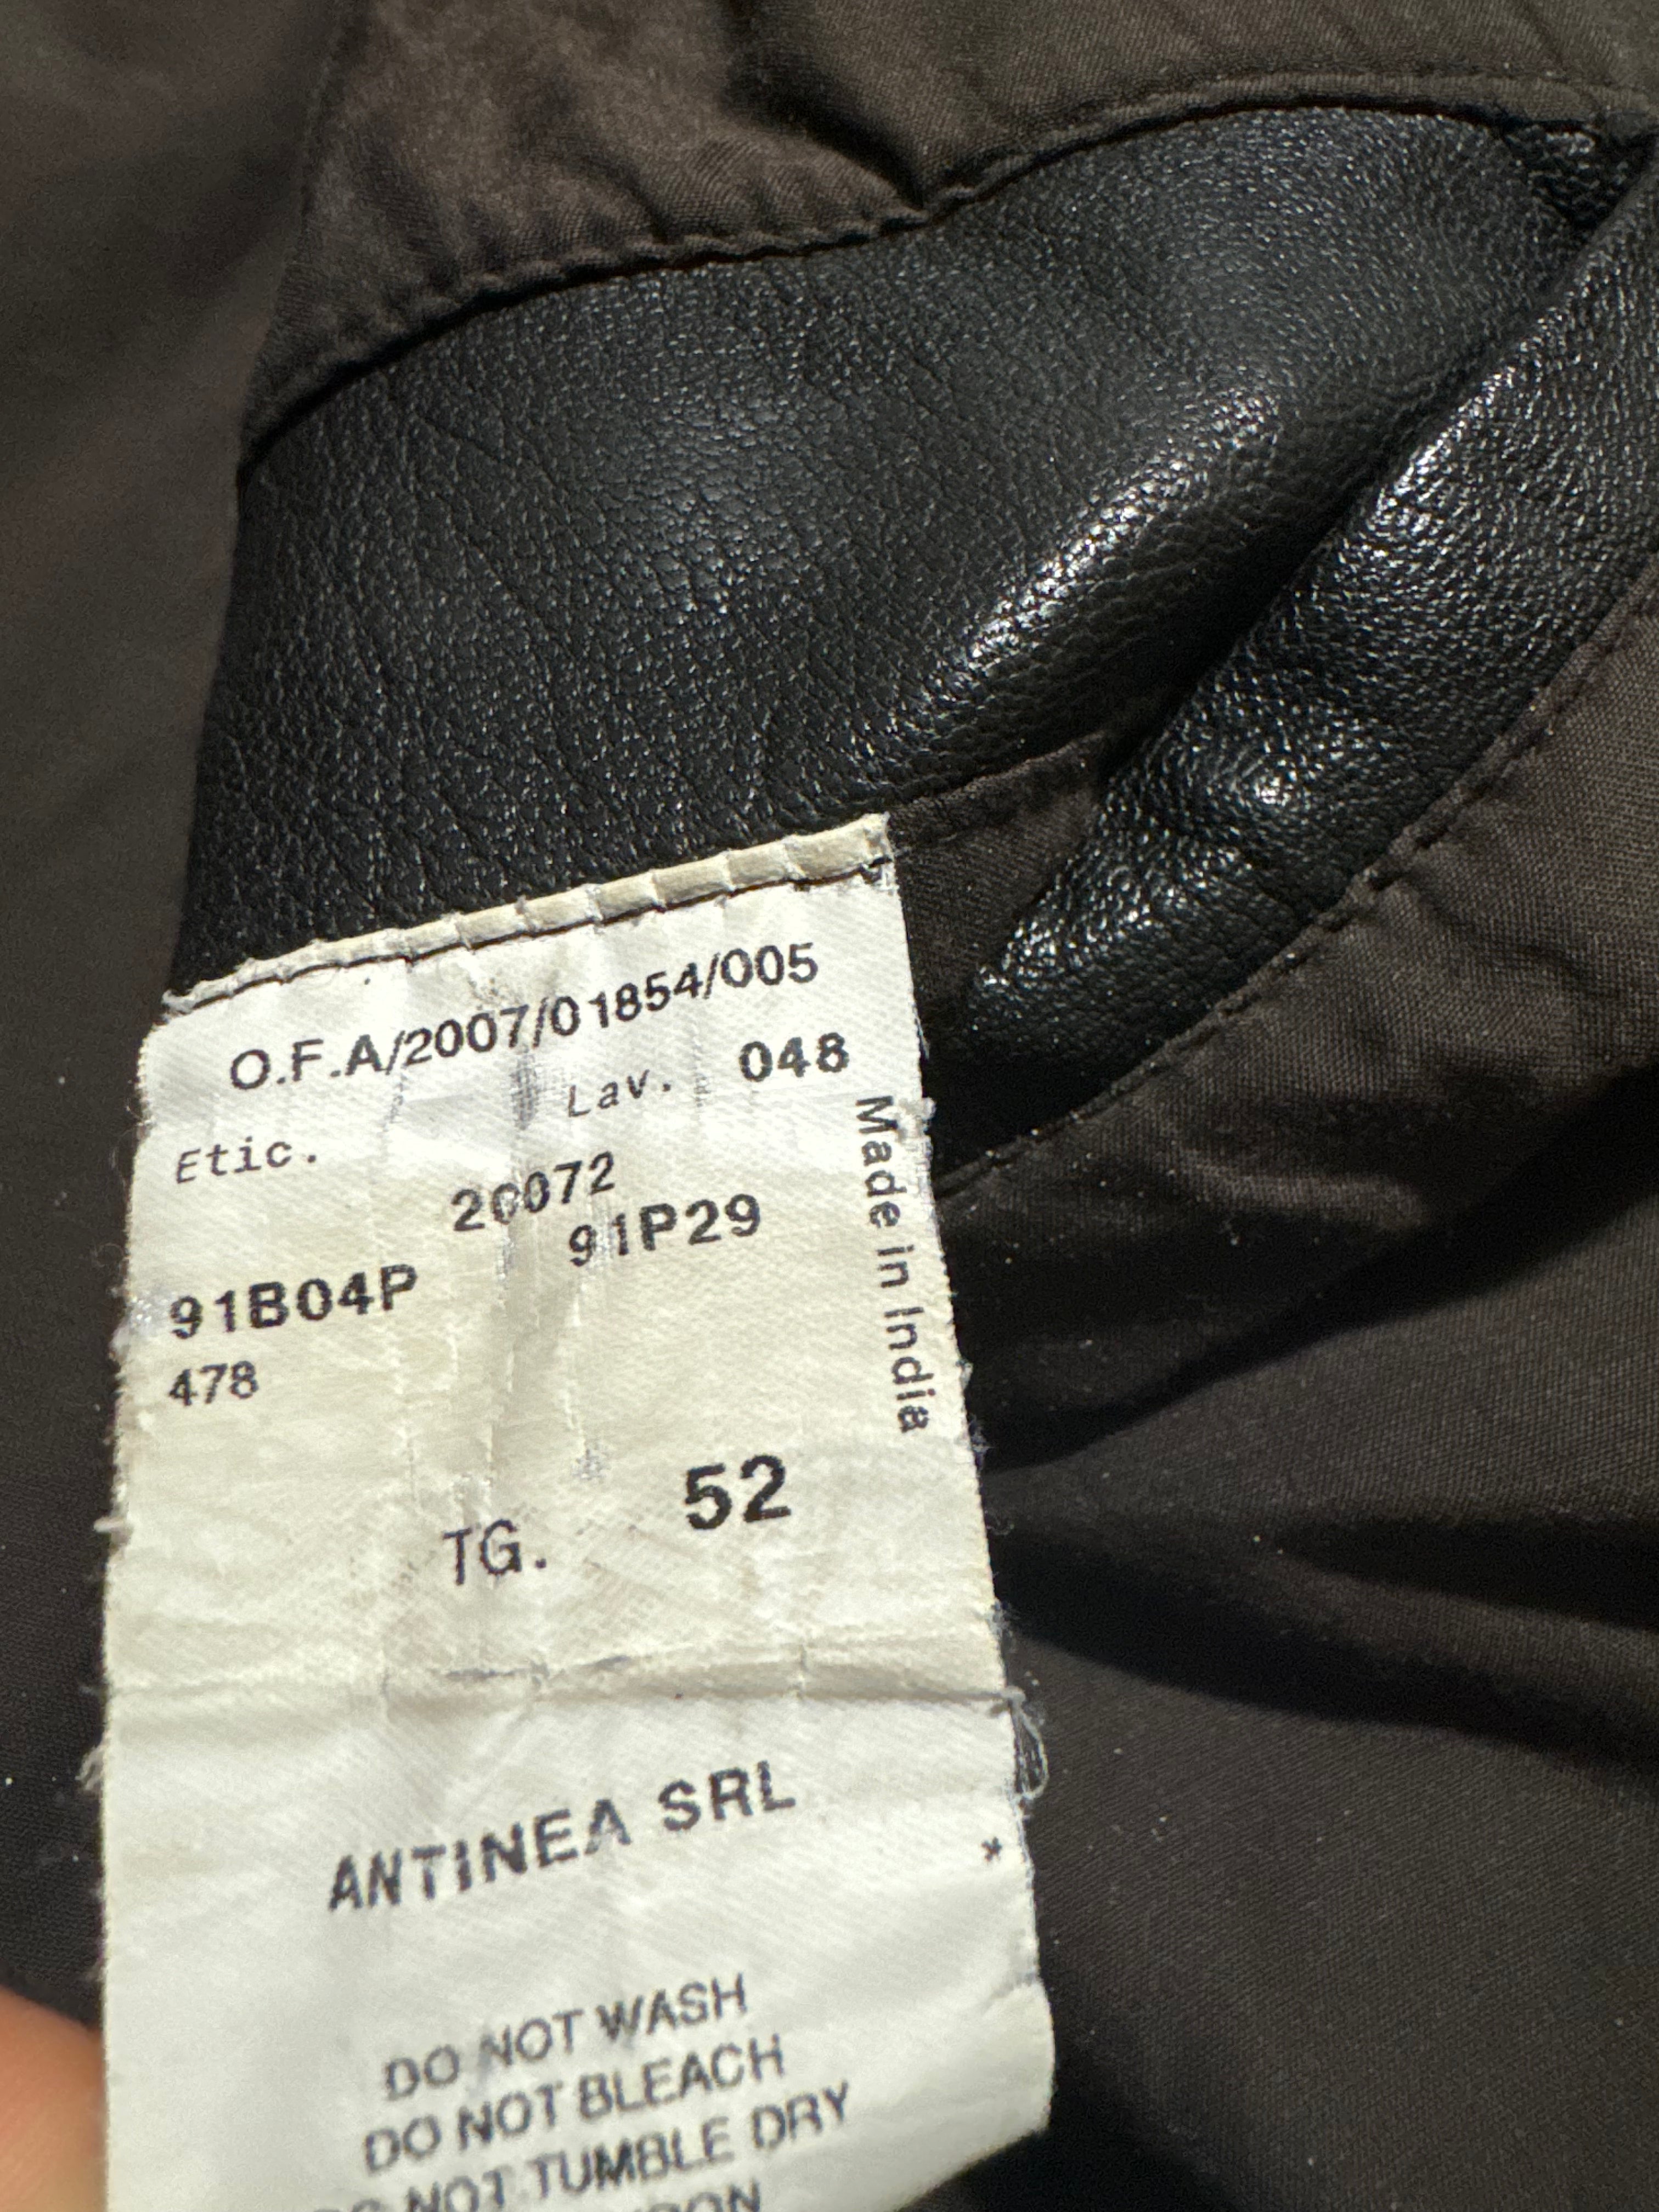 O.F.A/2007/01854/005
Lav. 048
Etic.
20072
91P29
91B04P
478
Made in India
TG. 52
ANTINEA SRL
*
DO NOT WASH
DO NOT BLEACH
NOT TUMBLE DRY